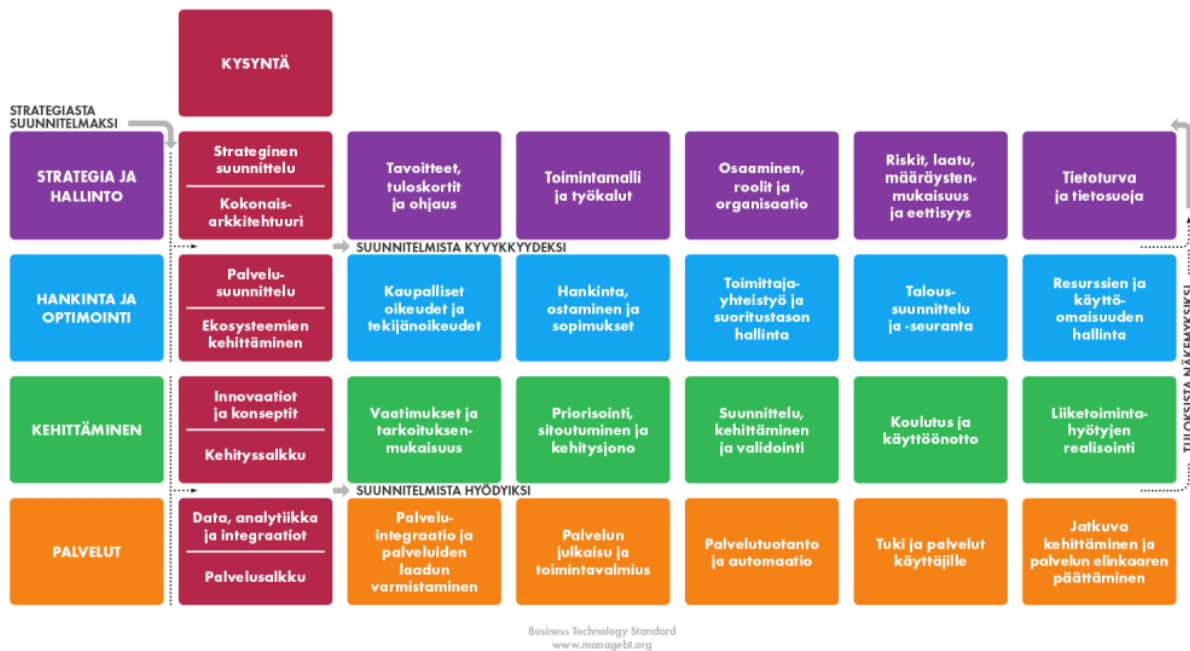 KYSYNTÄ
STRATEGIASTA
SUUNNITELMAKSI
STRATEGIA JA
HALLINTO
Strateginen
suunnittelu
Kokonais-
arkkitehtuuri
Tavoitteet,
tuloskortit
ja ohjaus
Toimintamalli
ja työkalut
Osaaminen,
roolit ja
organisaatio
Riskit, laatu,
määräysten-
mukaisuus
ja eettisyys
Tietoturva
ja tietosuoja
SUUNNITELMISTA KYVYKKYYDEKSI
HANKINTA JA
OPTIMOINTI
Palvelu-
suunnittelu
Ekosysteemien
kehittäminen
Kaupalliset
oikeudet ja
tekijänoikeudet
Hankinta,
ostaminen ja
sopimukset
Toimittaja-
yhteistyö ja
suoritustason
hallinta
Talous-
suunnittelu
ja -seuranta
Resurssien ja
käyttö-
omaisuuden
hallinta
KEHITTÄMINEN
Innovaatiot
ja konseptit
Kehityssalkku
Vaatimukset ja
tarkoituksen-
mukaisuus
Priorisointi,
sitoutuminen ja
kehitysjono
Suunnittelu,
kehittäminen
ja validointi
Koulutus ja
käyttöönotto
Liiketoiminta-
hyötyjen
realisointi
SUUNNITELMISTA HYÖDYIKSI
PALVELUT
Data, analytiikka
ja integraatiot
Palvelusalkku
Palvelu-
integraatio ja
palveluiden
laadun
varmistaminen
Palvelun
julkaisu ja
toimintavalmius
Palvelutuotanto
ja automaatio
Tuki ja palvelut
käyttäjille
Jatkuva
kehittäminen ja
palvelun elinkaaren
päättäminen
TULOKSISTA NÄKEMYKSIKSI
Business Technology Standard
www.managebt.org